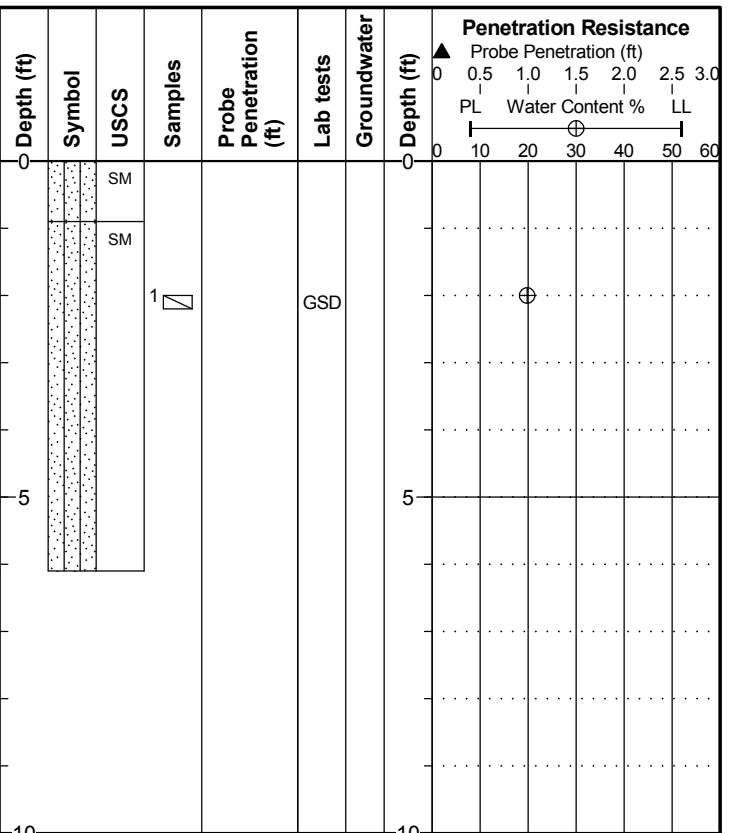 Depth (ft)
Symbol
USCS
Samples
Probe
Penetration
(ft)
Lab tests
Groundwater
Depth (ft)
Penetration Resistance
Probe Penetration (ft)
0 0.5 1.0 1.5 2.0 2.5 3.0
PL Water Content % LL
0 10 20 30 40 50 60
0
0
SM
SM
1
GSD
5
5
10
10